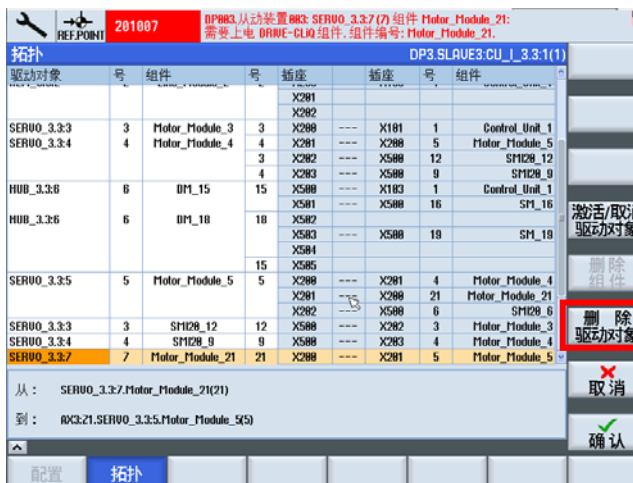 REF.POINT
201007
DP003.从动装置003: SERVO_3.3:7 (7) 组件 Motor_Module_21:
需要上电 DRIVE-CLiQ 组件. 组件编号: Motor_Module_21.
拓扑 DP3.SLAVE3:CU_I_3.3:1(1)
驱动对象 号 组件 号 插座 插座 号 组件
X201
X202
SERVO_3.3:3 3 Motor_Module_3 3 X200 --- X101 1 Control_Unit_1
SERVO_3.3:4 4 Motor_Module_4 4 X201 --- X200 5 Motor_Module_5
3 X202 --- X500 12 SMI20_12
4 X203 --- X500 9 SMI20_9
HUB_3.3:6 6 DM_15 15 X500 --- X103 1 Control_Unit_1
X501 --- X500 16 SM_16
HUB_3.3:6 6 DM_18 18 X502
X503 --- X500 19 SM_19
X504
15 X505
SERVO_3.3:5 5 Motor_Module_5 5 X200 --- X201 4 Motor_Module_4
X201 --- X200 21 Motor_Module_21
X202 --- X500 6 SMI20_6
SERVO_3.3:3 3 SMI20_12 12 X500 --- X202 3 Motor_Module_3
SERVO_3.3:4 4 SMI20_9 9 X500 --- X203 4 Motor_Module_4
SERVO_3.3:7 7 Motor_Module_21 21 X200 --- X201 5 Motor_Module_5
从： SERVO_3.3:7.Motor_Module_21(21)
到： AX3:Z1.SERVO_3.3:5.Motor_Module_5(5)
激活/取消
驱动对象
删除
组件
删 除
驱动对象
取消
确认
配置 拓扑